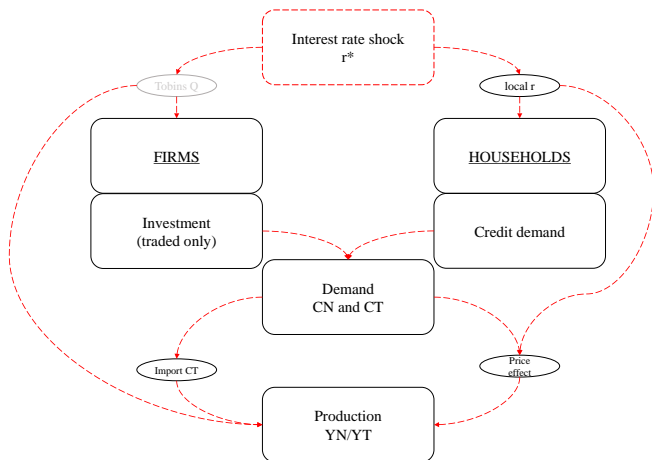 Interest rate shock
r*
Tobins Q
local r
FIRMS
HOUSEHOLDS
Investment
(traded only)
Credit demand
Demand
CN and CT
Import CT
Price
effect
Production
YN/YT